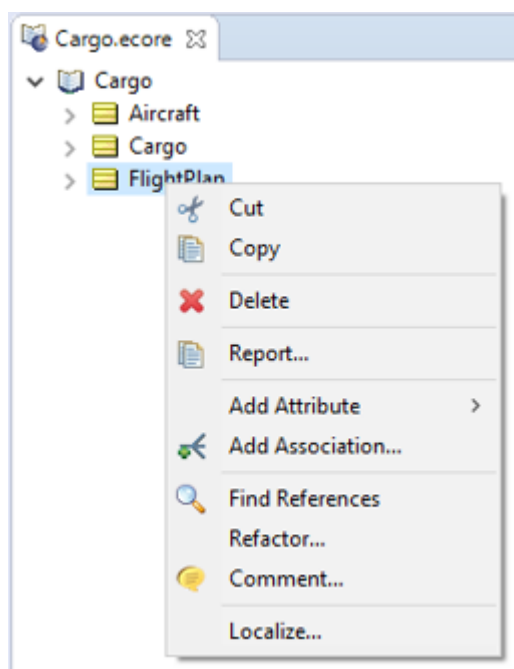 Cargo.ecore
Cargo
Aircraft
Cargo
FlightPlan
Cut
Copy
Delete
Report...
Add Attribute
Add Association...
Find References
Refactor...
Comment...
Localize...